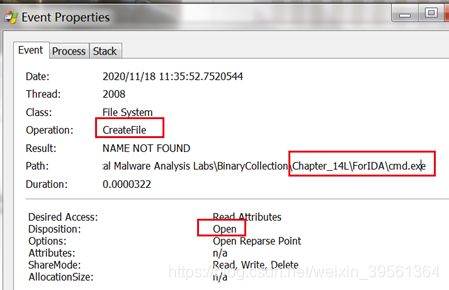 Event Properties
Event Process Stack
Date: 2020/11/18 11:35:52.7520544
Thread: 2008
Class: File System
Operation: CreateFile
Result: NAME NOT FOUND
Path: al Malware Analysis Labs\BinaryCollection\Chapter_14L\ForIDA\cmd.exe
Duration: 0.0000322
Desired Access: Read Attributes
Disposition: Open
Options: Open Reparse Point
Attributes: n/a
ShareMode: Read, Write, Delete
AllocationSize: n/a
https://blog.csdn.net/weixin_39561364